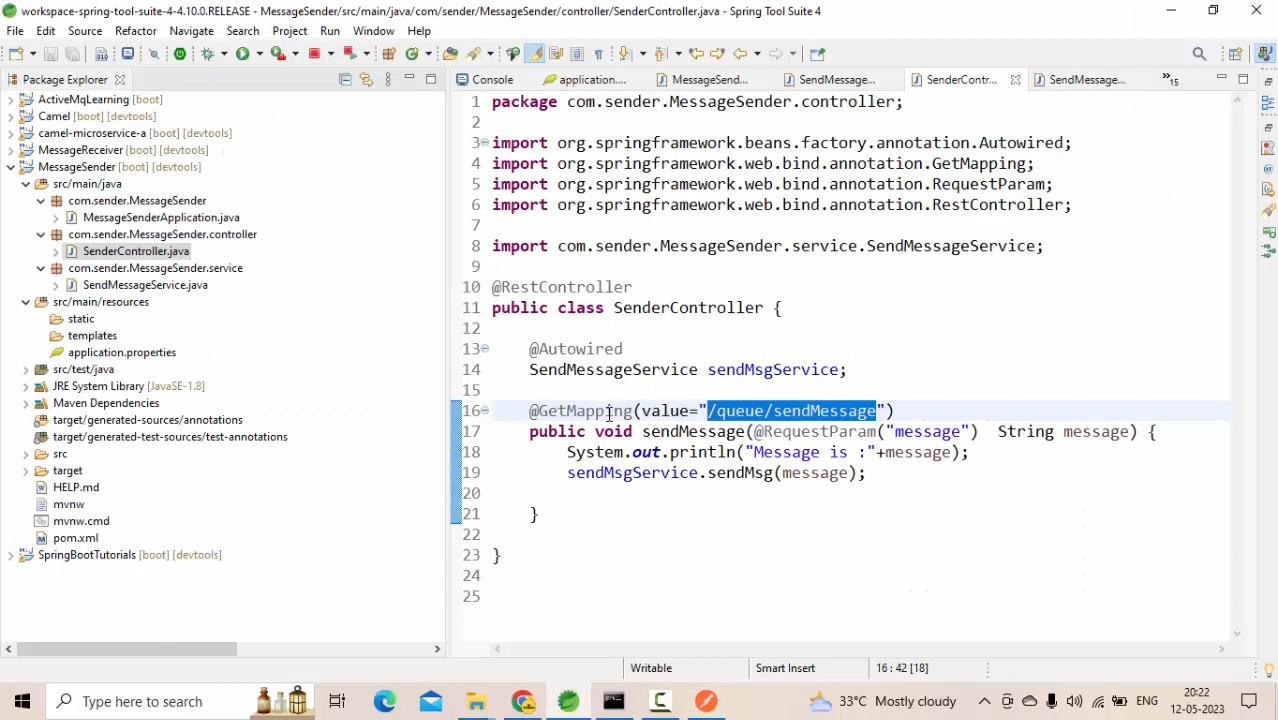 workspace-spring-tool-suite-4-4.10.0.RELEASE - MessageSender/src/main/java/com/sender/MessageSender/controller/SenderController.java - Spring Tool Suite 4
File Edit Source Refactor Navigate Search Project Run Window Help
Package Explorer
Console application.... MessageSend... SendMessage... SenderContr... SendMessage... »15
ActiveMqLearning [boot]
Camel [boot] [devtools]
camel-microservice-a [boot] [devtools]
MessageReceiver [boot] [devtools]
MessageSender [boot] [devtools]
src/main/java
com.sender.MessageSender
MessageSenderApplication.java
com.sender.MessageSender.controller
SenderController.java
com.sender.MessageSender.service
SendMessageService.java
src/main/resources
static
templates
application.properties
src/test/java
JRE System Library [JavaSE-1.8]
Maven Dependencies
target/generated-sources/annotations
target/generated-test-sources/test-annotations
src
target
HELP.md
mvnw
mvnw.cmd
pom.xml
SpringBootTutorials [boot] [devtools]
1 package com.sender.MessageSender.controller;
2
3 import org.springframework.beans.factory.annotation.Autowired;
4 import org.springframework.web.bind.annotation.GetMapping;
5 import org.springframework.web.bind.annotation.RequestParam;
6 import org.springframework.web.bind.annotation.RestController;
7
8 import com.sender.MessageSender.service.SendMessageService;
9
10 @RestController
11 public class SenderController {
12
13 @Autowired
14 SendMessageService sendMsgService;
15
16 @GetMapping(value="/queue/sendMessage")
17 public void sendMessage(@RequestParam("message") String message) {
18 System.out.println("Message is :"+message);
19 sendMsgService.sendMsg(message);
20
21 }
22
23 }
24
25
Writable Smart Insert 16 : 42 [18]
Type here to search
33°C Mostly cloudy
ENG
20:22
12-05-2023